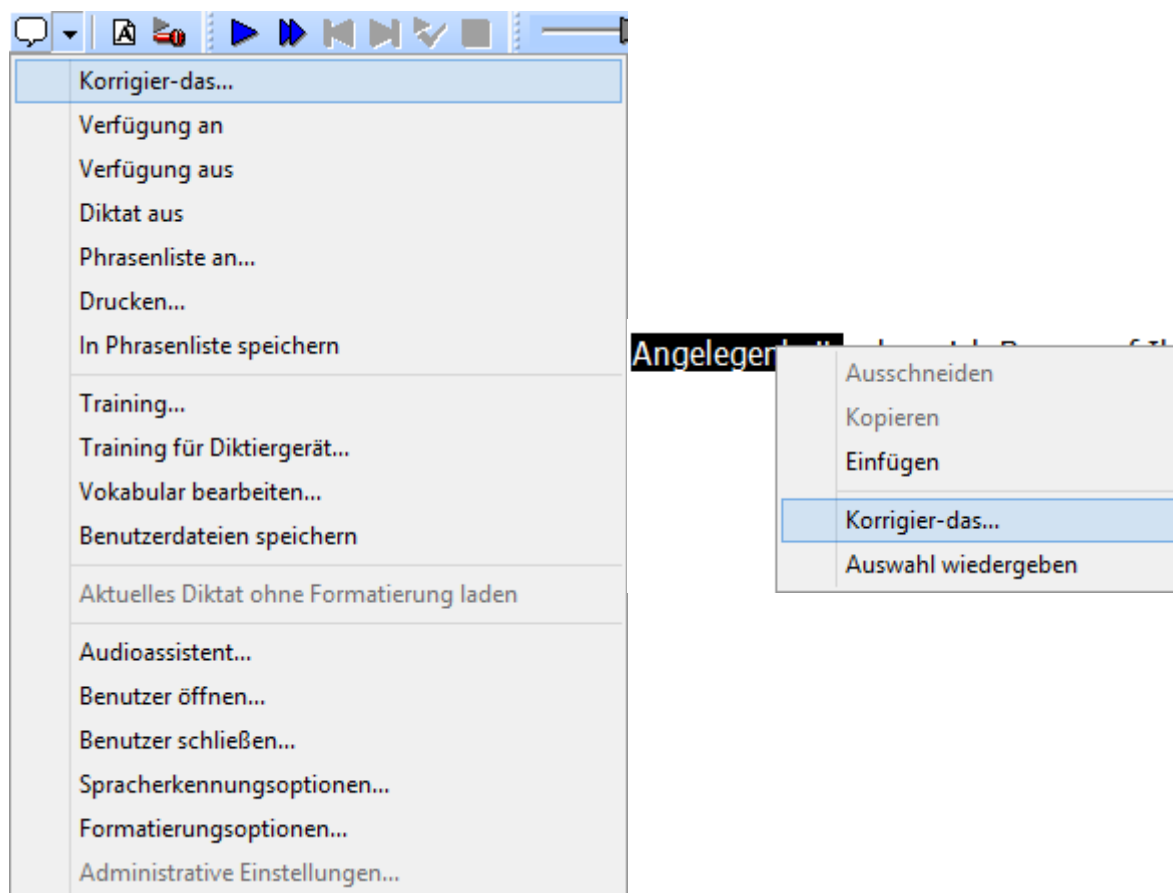 Korrigier-das...
Verfügung an
Verfügung aus
Diktat aus
Phrasenliste an...
Drucken...
In Phrasenliste speichern
Training...
Training für Diktiergerät...
Vokabular bearbeiten...
Benutzerdateien speichern
Aktuelles Diktat ohne Formatierung laden
Audioassistent...
Benutzer öffnen...
Benutzer schließen...
Spracherkennungsoptionen...
Formatierungsoptionen...
Administrative Einstellungen...
Ausschneiden
Kopieren
Einfügen
Korrigier-das...
Auswahl wiedergeben